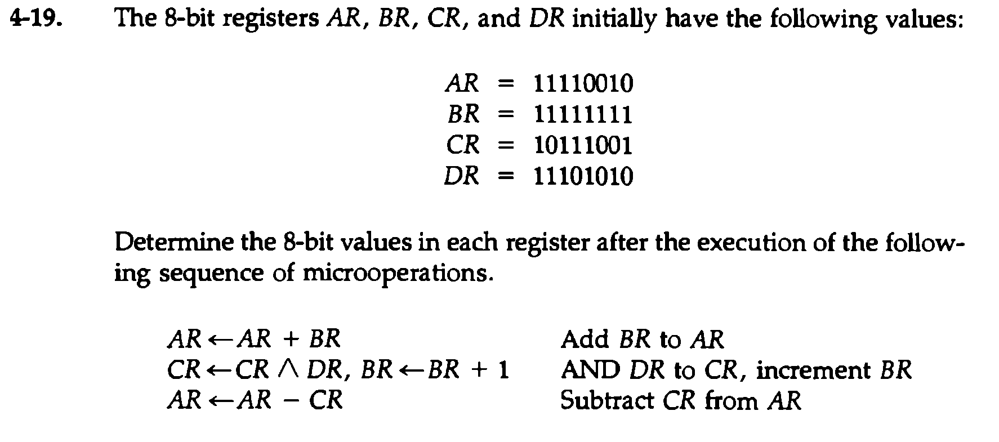 4-19. The 8-bit registers AR, BR, CR, and DR initially have the following values:
AR = 11110010
BR = 11111111
CR = 10111001
DR = 11101010
Determine the 8-bit values in each register after the execution of the follow-
ing sequence of microoperations.
AR ← AR + BR Add BR to AR
CR ← CR ∧ DR, BR ← BR + 1 AND DR to CR, increment BR
AR ← AR − CR Subtract CR from AR